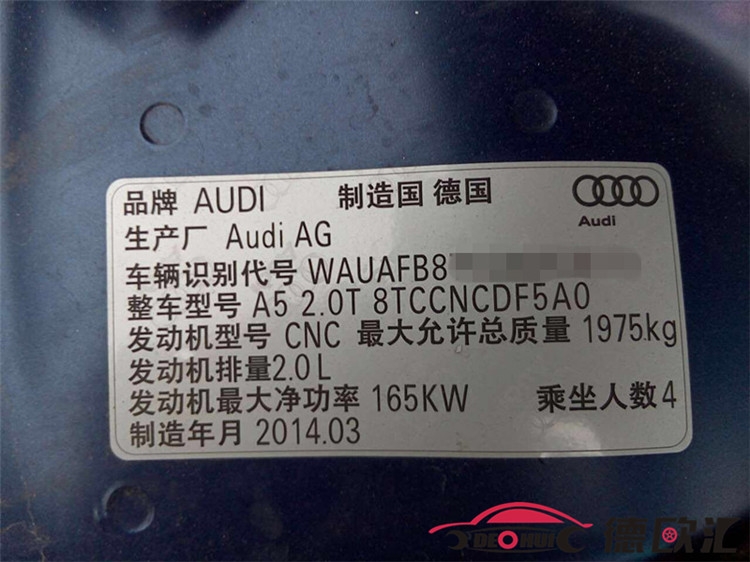 品牌 AUDI 制造国 德国
Audi
生产厂 Audi AG
车辆识别代号 WAUAFB8
整车型号 A5 2.0T 8TCCNCDF5A0
发动机型号 CNC 最大允许总质量 1975kg
发动机排量2.0L
发动机最大净功率 165KW 乘坐人数4
制造年月 2014.03
DEOHUI 德欧汇